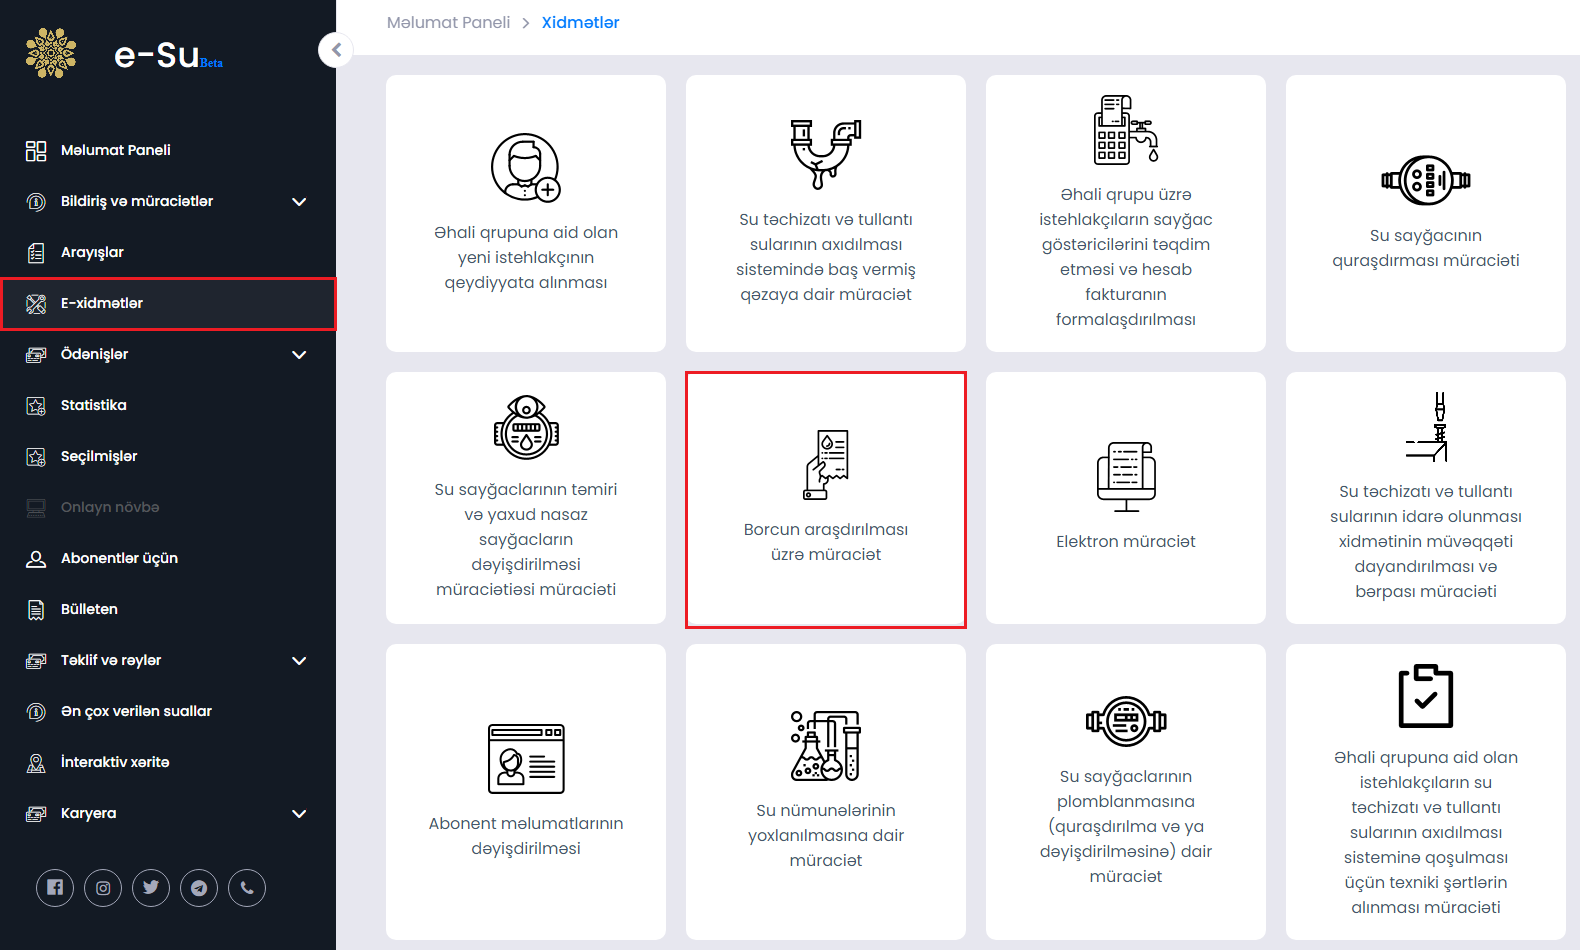 e-Su Beta
Məlumat Paneli
Bildiriş və müraciətlər
Arayışlar
E-xidmətlər
Ödənişlər
Statistika
Seçilmişlər
Onlayn növbə
Abonentlər üçün
Bülleten
Təklif və rəylər
Ən çox verilən suallar
İnteraktiv xəritə
Karyera
Məlumat Paneli > Xidmətlər
Əhali qrupuna aid olan
yeni istehlakçının
qeydiyyata alınması
Su təchizatı və tullantı
sularının axıdılması
sistemində baş vermiş
qəzaya dair müraciət
Əhali qrupu üzrə
istehlakçıların sayğac
göstəricilərini təqdim
etməsi və hesab
fakturanın
formalaşdırılması
Su sayğacının
quraşdırması müraciəti
Su sayğaclarının təmiri
və yaxud nasaz
sayğacların
dəyişdirilməsi
müraciətiəsi müraciəti
Borcun araşdırılması
üzrə müraciət
Elektron müraciət
Su təchizatı və tullantı
sularının idarə olunması
xidmətinin müvəqqəti
dayandırılması və
bərpası müraciəti
Abonent məlumatlarının
dəyişdirilməsi
Su nümunələrinin
yoxlanılmasına dair
müraciət
Su sayğaclarının
plomblanmasına
(quraşdırılma və ya
dəyişdirilməsinə) dair
müraciət
Əhali qrupuna aid olan
istehlakçıların su
təchizatı və tullantı
sularının axıdılması
sisteminə qoşulması
üçün texniki şərtlərin
alınması müraciəti